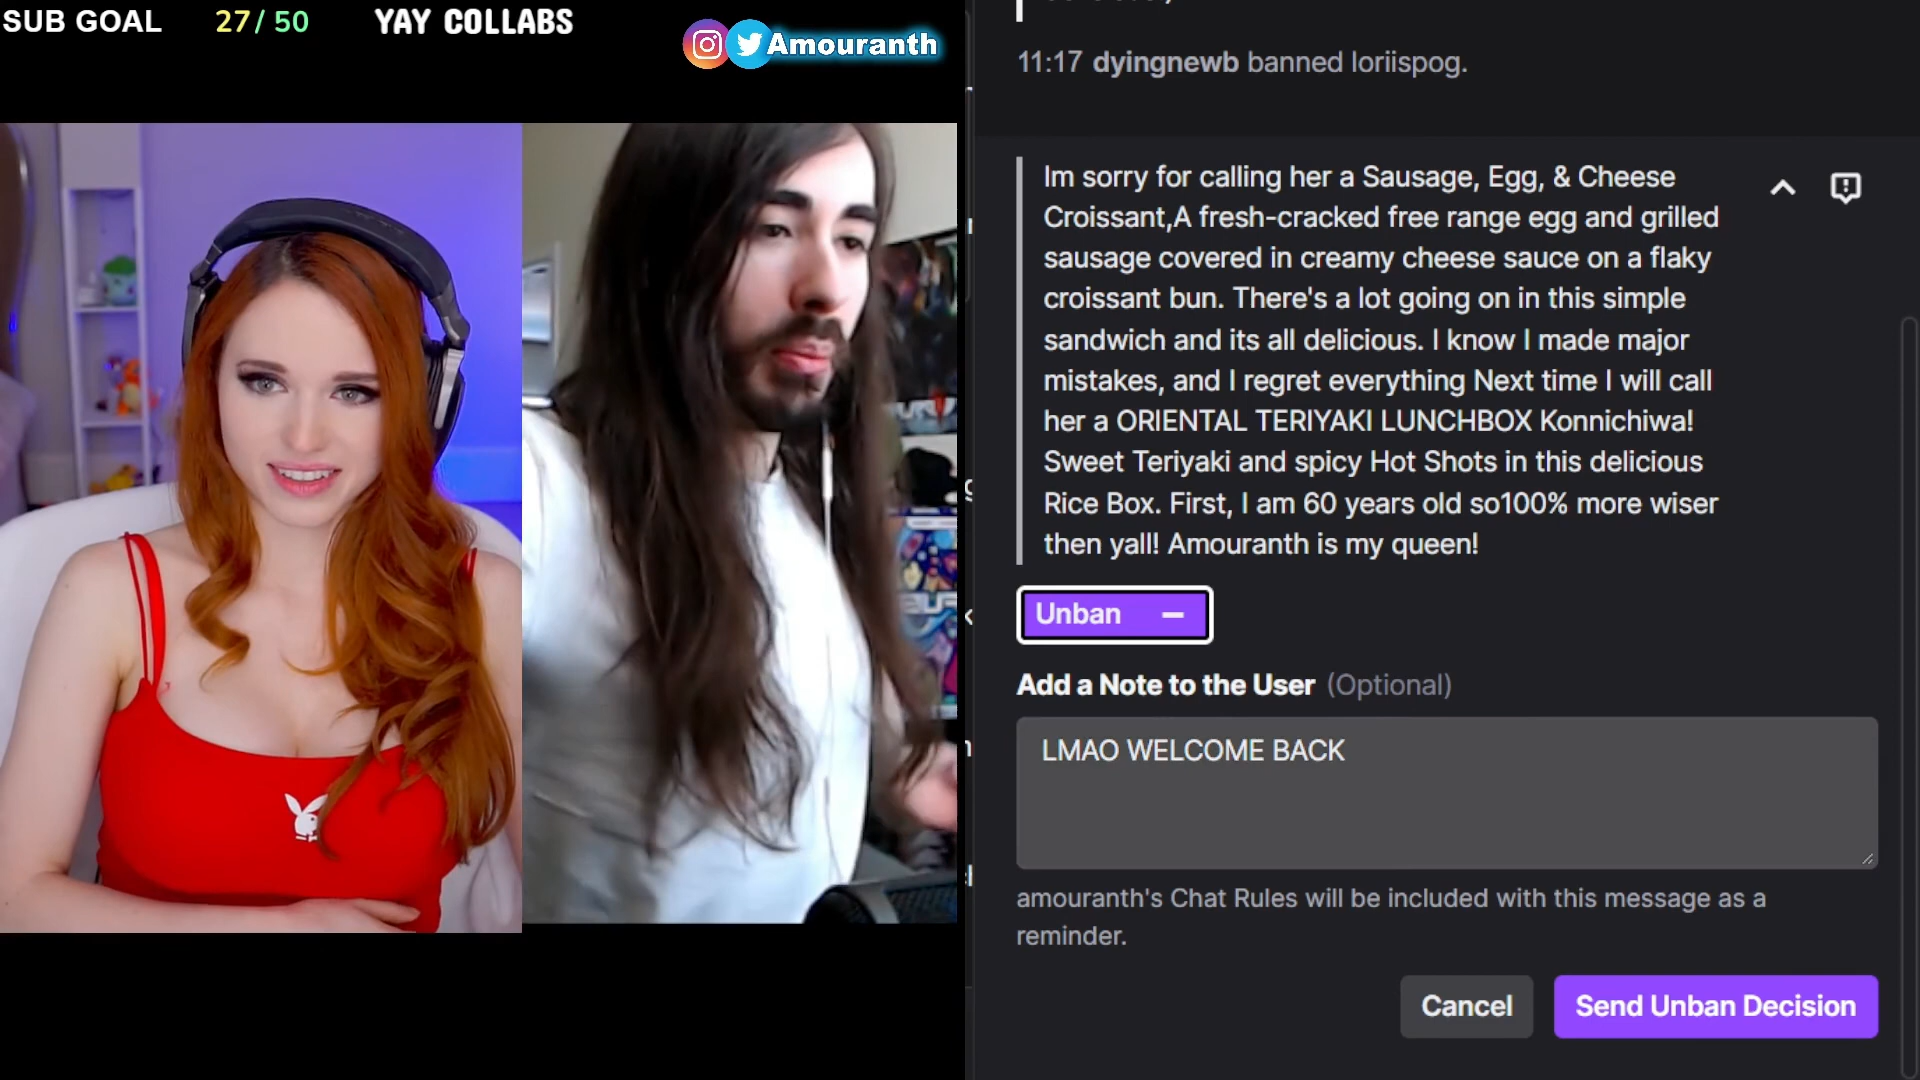 SUB GOAL 27/ 50 YAY COLLABS
Amouranth
11:17 dyingnewb banned loriispog.
Im sorry for calling her a Sausage, Egg, & Cheese
Croissant,A fresh-cracked free range egg and grilled
sausage covered in creamy cheese sauce on a flaky
croissant bun. There's a lot going on in this simple
sandwich and its all delicious. I know I made major
mistakes, and I regret everything Next time I will call
her a ORIENTAL TERIYAKI LUNCHBOX Konnichiwa!
Sweet Teriyaki and spicy Hot Shots in this delicious
Rice Box. First, I am 60 years old so100% more wiser
then yall! Amouranth is my queen!
Unban
Add a Note to the User (Optional)
LMAO WELCOME BACK
amouranth's Chat Rules will be included with this message as a
reminder.
Cancel
Send Unban Decision